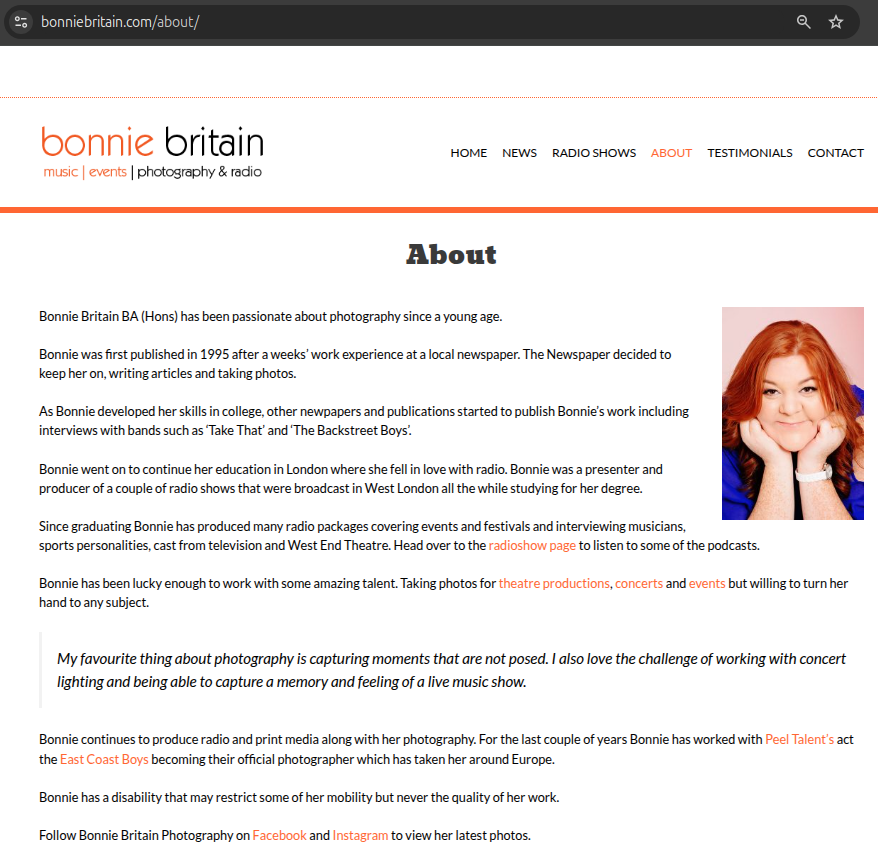 bonniebritain.com/about/
bonnie britain
music | events | photography & radio
HOME NEWS RADIO SHOWS ABOUT TESTIMONIALS CONTACT
About
Bonnie Britain BA (Hons) has been passionate about photography since a young age.
Bonnie was first published in 1995 after a weeks’ work experience at a local newspaper. The Newspaper decided to
keep her on, writing articles and taking photos.
As Bonnie developed her skills in college, other newpapers and publications started to publish Bonnie’s work including
interviews with bands such as ‘Take That’ and ‘The Backstreet Boys’.
Bonnie went on to continue her education in London where she fell in love with radio. Bonnie was a presenter and
producer of a couple of radio shows that were broadcast in West London all the while studying for her degree.
Since graduating Bonnie has produced many radio packages covering events and festivals and interviewing musicians,
sports personalities, cast from television and West End Theatre. Head over to the radioshow page to listen to some of the podcasts.
Bonnie has been lucky enough to work with some amazing talent. Taking photos for theatre productions, concerts and events but willing to turn her
hand to any subject.
My favourite thing about photography is capturing moments that are not posed. I also love the challenge of working with concert
lighting and being able to capture a memory and feeling of a live music show.
Bonnie continues to produce radio and print media along with her photography. For the last couple of years Bonnie has worked with Peel Talent’s act
the East Coast Boys becoming their official photographer which has taken her around Europe.
Bonnie has a disability that may restrict some of her mobility but never the quality of her work.
Follow Bonnie Britain Photography on Facebook and Instagram to view her latest photos.